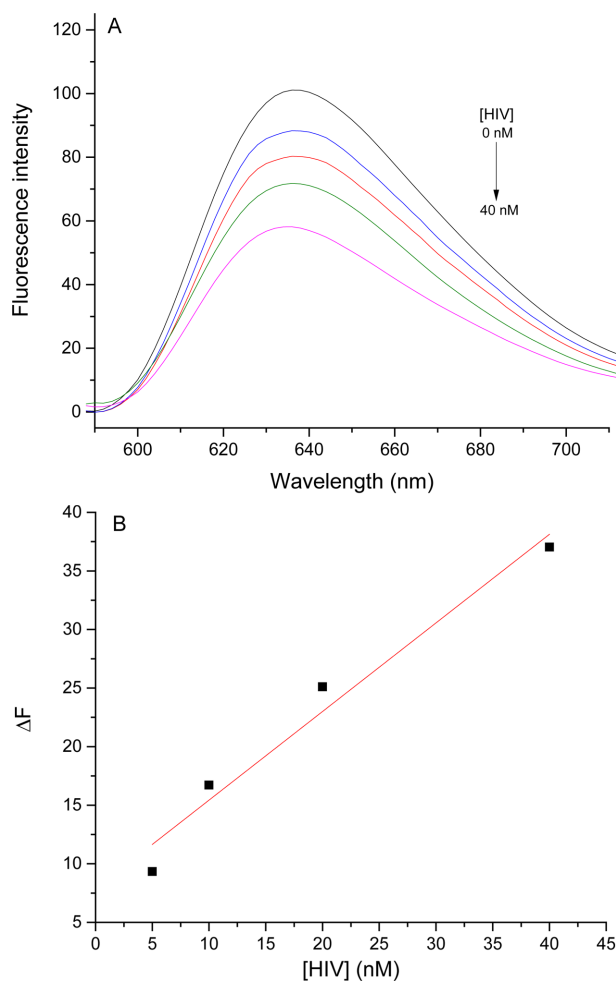 A
120
100
80
60
40
20
0
Fluorescence intensity
[HIV]
0 nM
40 nM
600 620 640 660 680 700
Wavelength (nm)
B
40
35
30
25
20
15
10
5
ΔF
0 5 10 15 20 25 30 35 40 45
[HIV] (nM)